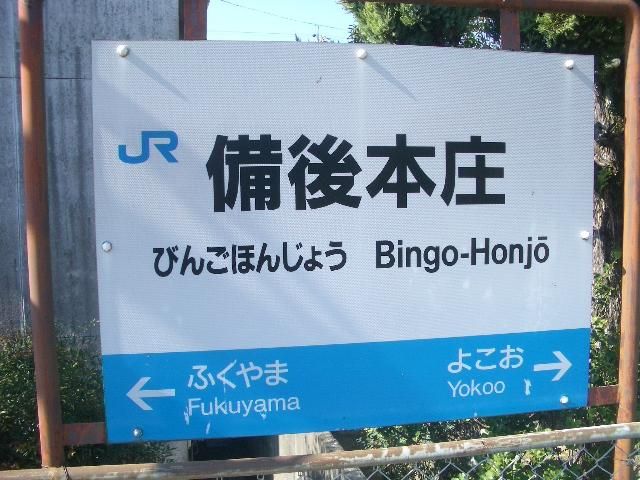 JR 備後本庄
びんごほんじょう Bingo-Honjō
← ふくやま よこお →
Fukuyama Yokoo